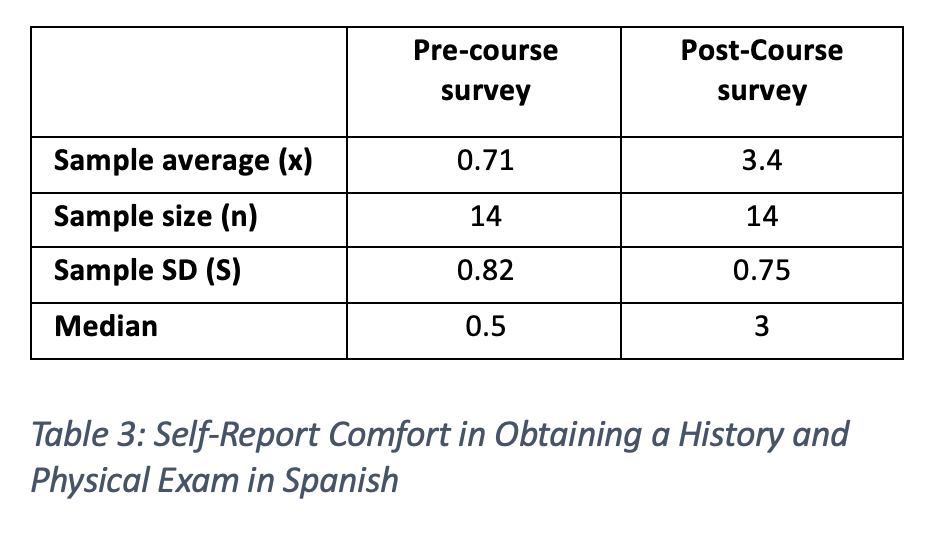 Pre-course Post-Course
survey survey
Sample average (x) 0.71 3.4
Sample size (n) 14 14
Sample SD (S) 0.82 0.75
Median 0.5 3
Table 3: Self-Report Comfort in Obtaining a History and
Physical Exam in Spanish